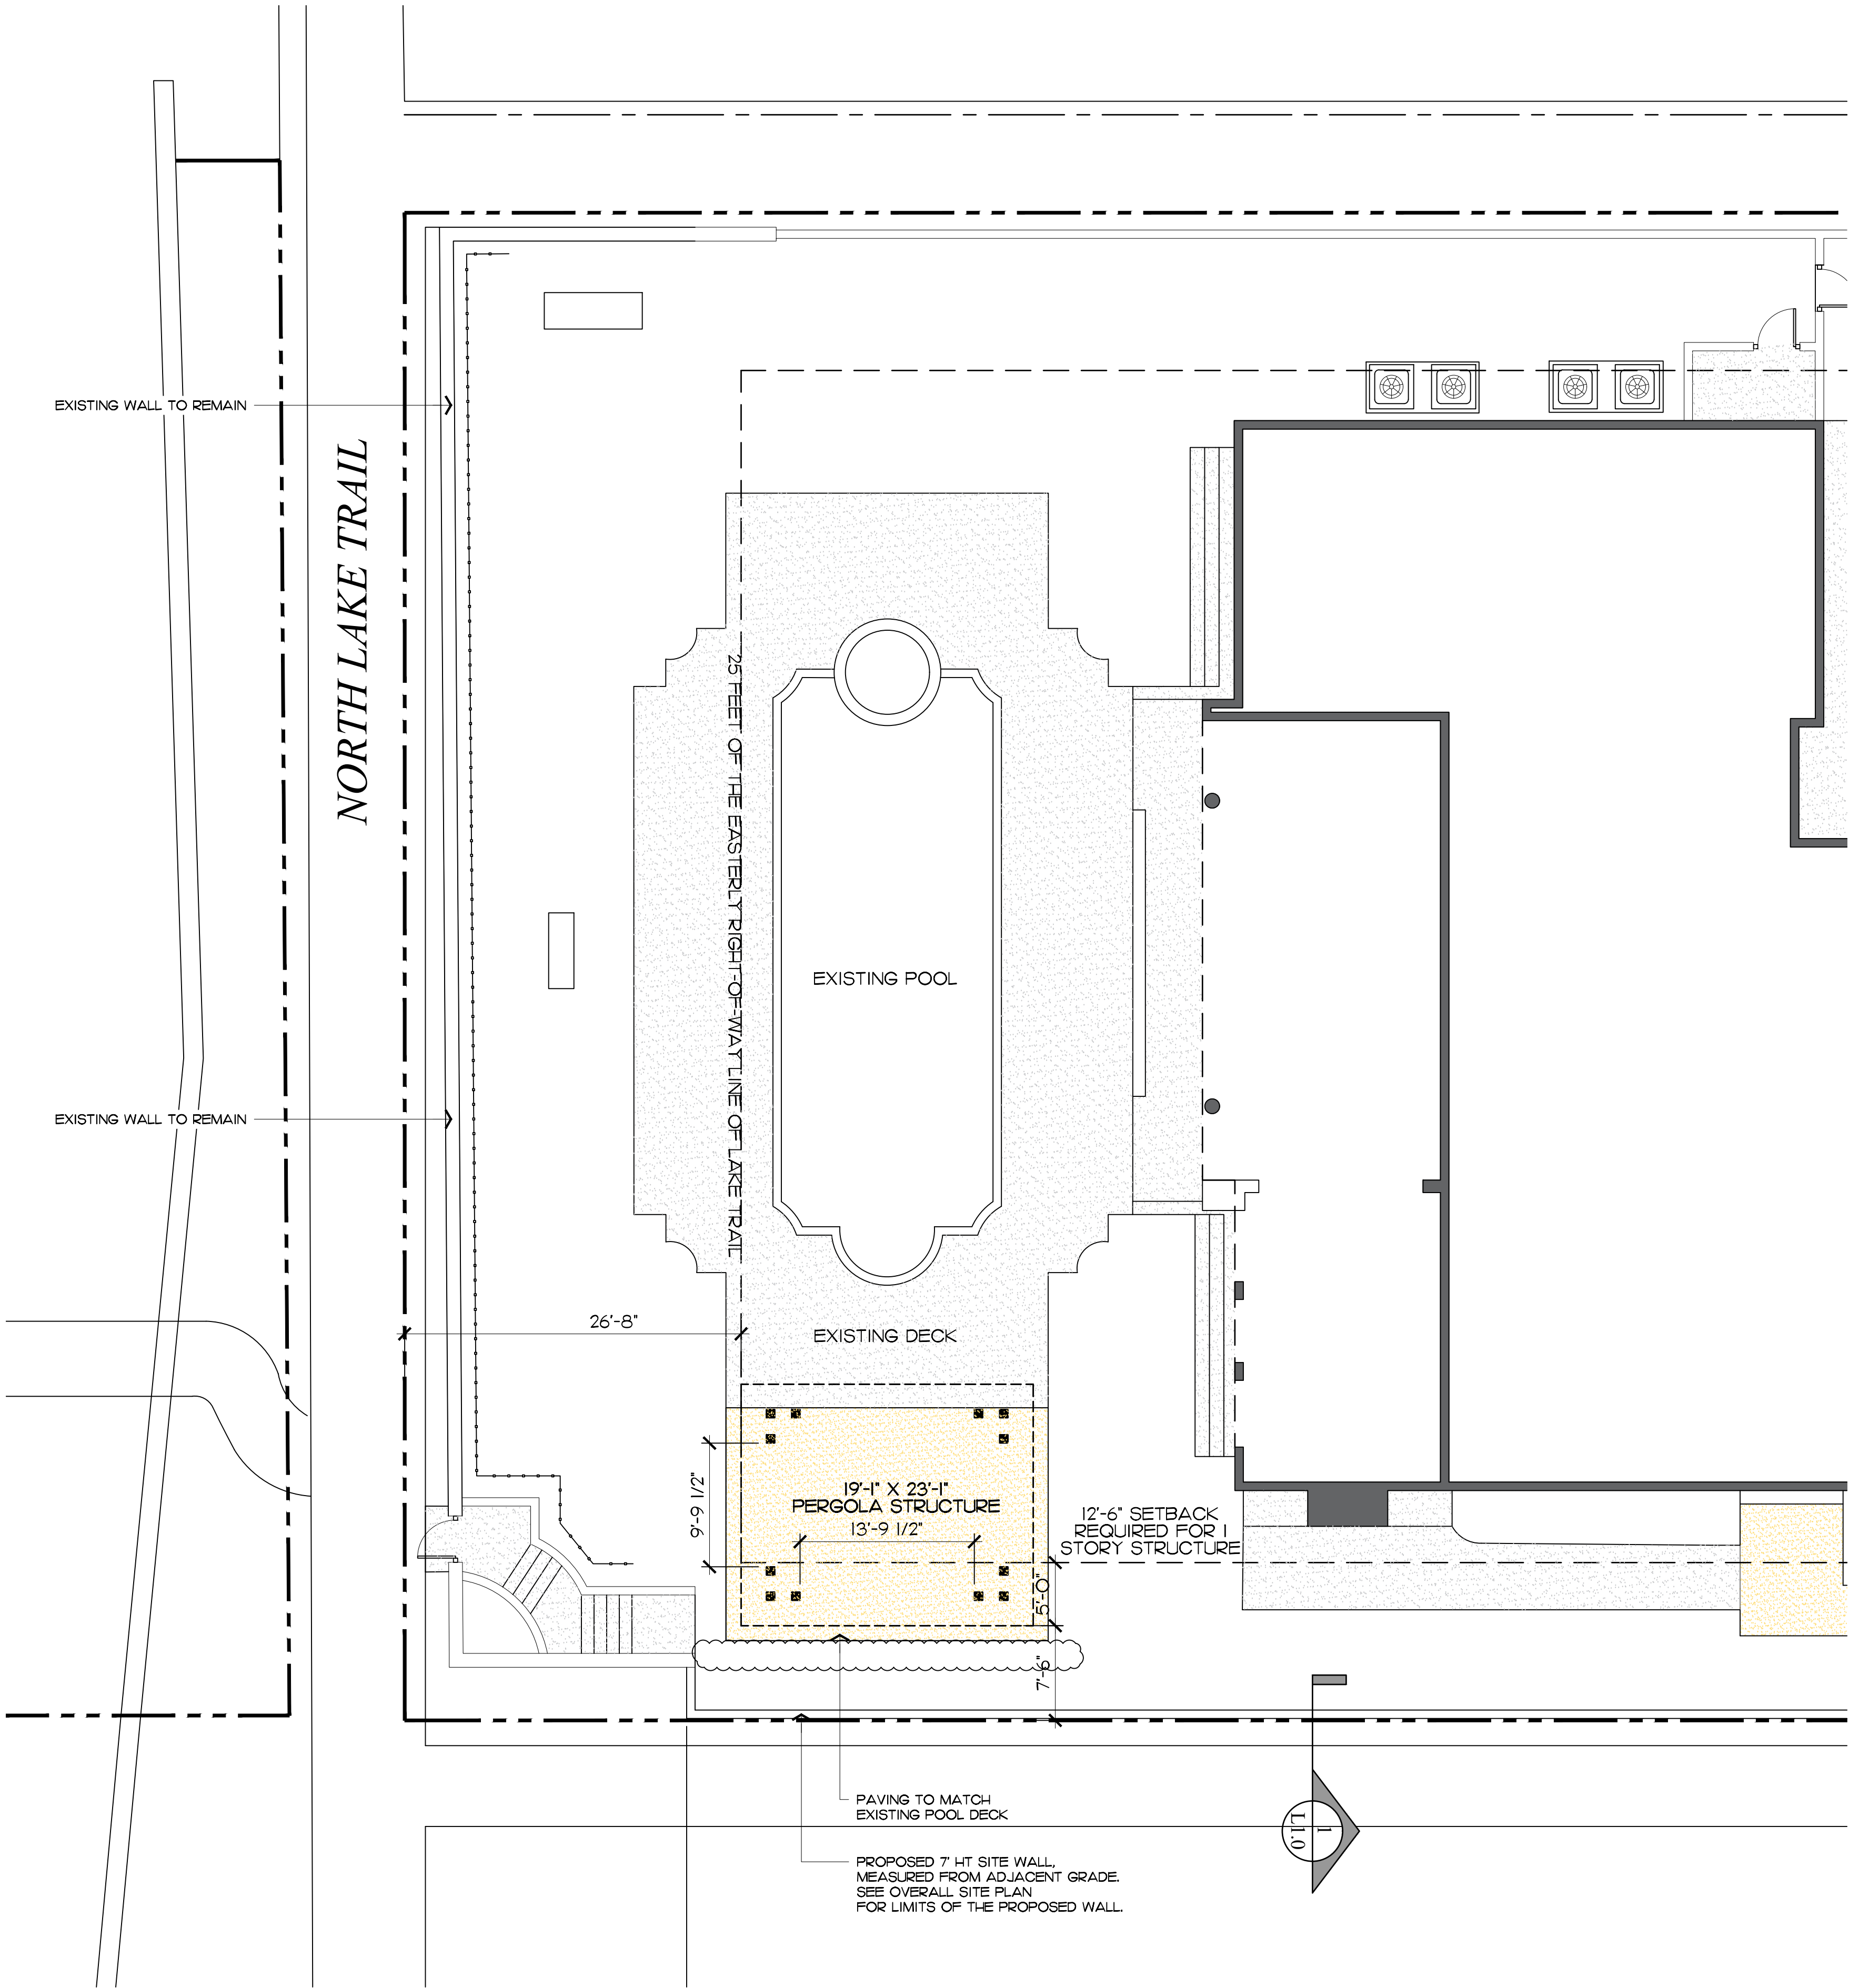 EXISTING WALL TO REMAIN
NORTH LAKE TRAIL
25 FEET OF THE EASTERLY RIGHT-OF-WAY LINE OF LAKE TRAIL
EXISTING POOL
EXISTING WALL TO REMAIN
26'-8"
EXISTING DECK
9'-9 1/2"
19'-1" X 23'-1"
PERGOLA STRUCTURE
13'-9 1/2"
12'-6" SETBACK
REQUIRED FOR 1
STORY STRUCTURE
5'-0"
7'-6"
PAVING TO MATCH
EXISTING POOL DECK
1
L1.0
PROPOSED 7' HT SITE WALL,
MEASURED FROM ADJACENT GRADE.
SEE OVERALL SITE PLAN
FOR LIMITS OF THE PROPOSED WALL.